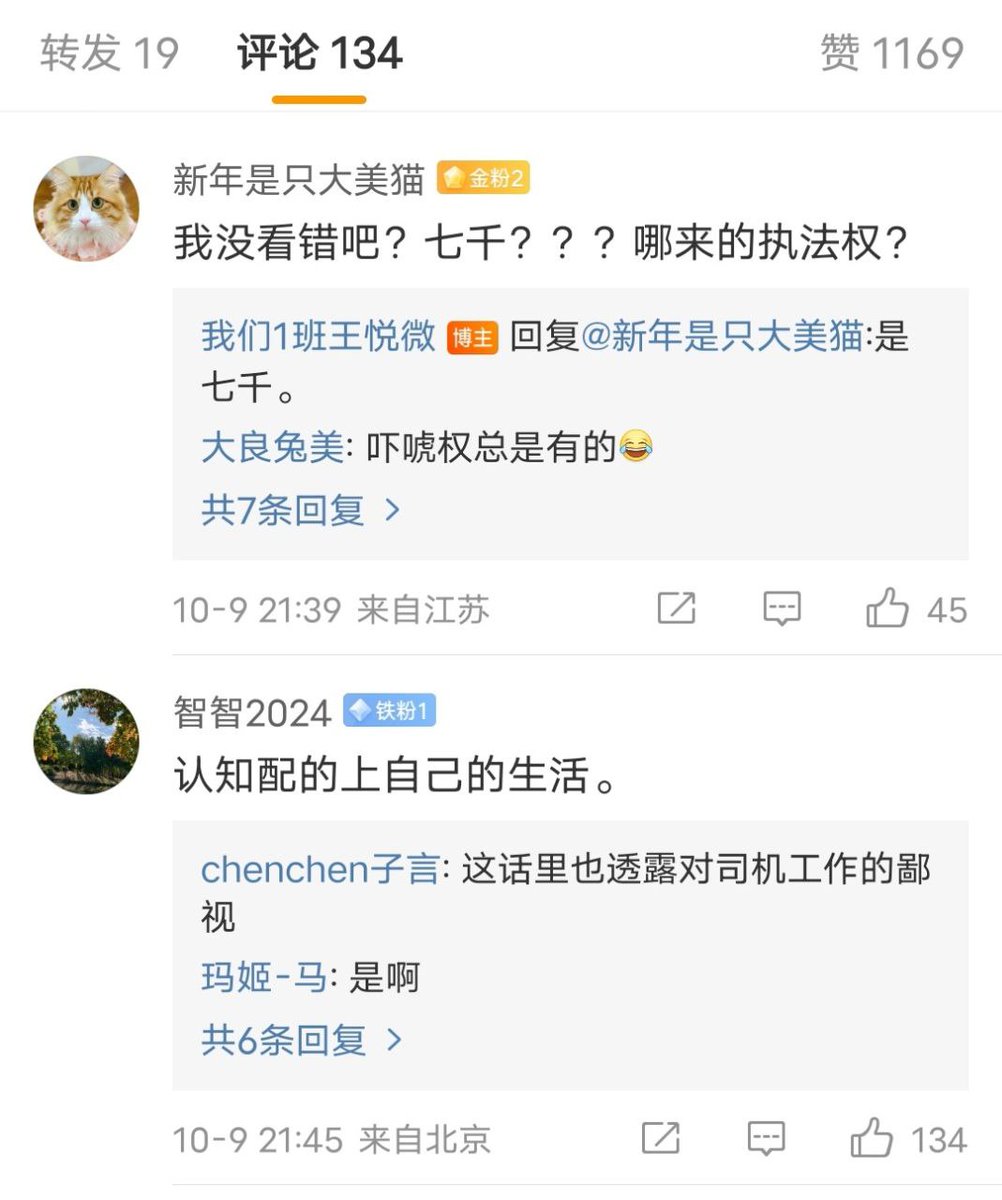 转发 19 评论 134 赞 1169
新年是只大美猫 金粉2
我没看错吧？七千？？？哪来的执法权？
我们1班王悦微 博主 回复@新年是只大美猫:是
七千。
大良兔美: 吓唬权总是有的😂
共7条回复 >
10-9 21:39 来自江苏 45
智智2024 铁粉1
认知配的上自己的生活。
chenchen子言: 这话里也透露对司机工作的鄙
视
玛姬-马: 是啊
共6条回复 >
10-9 21:45 来自北京 134